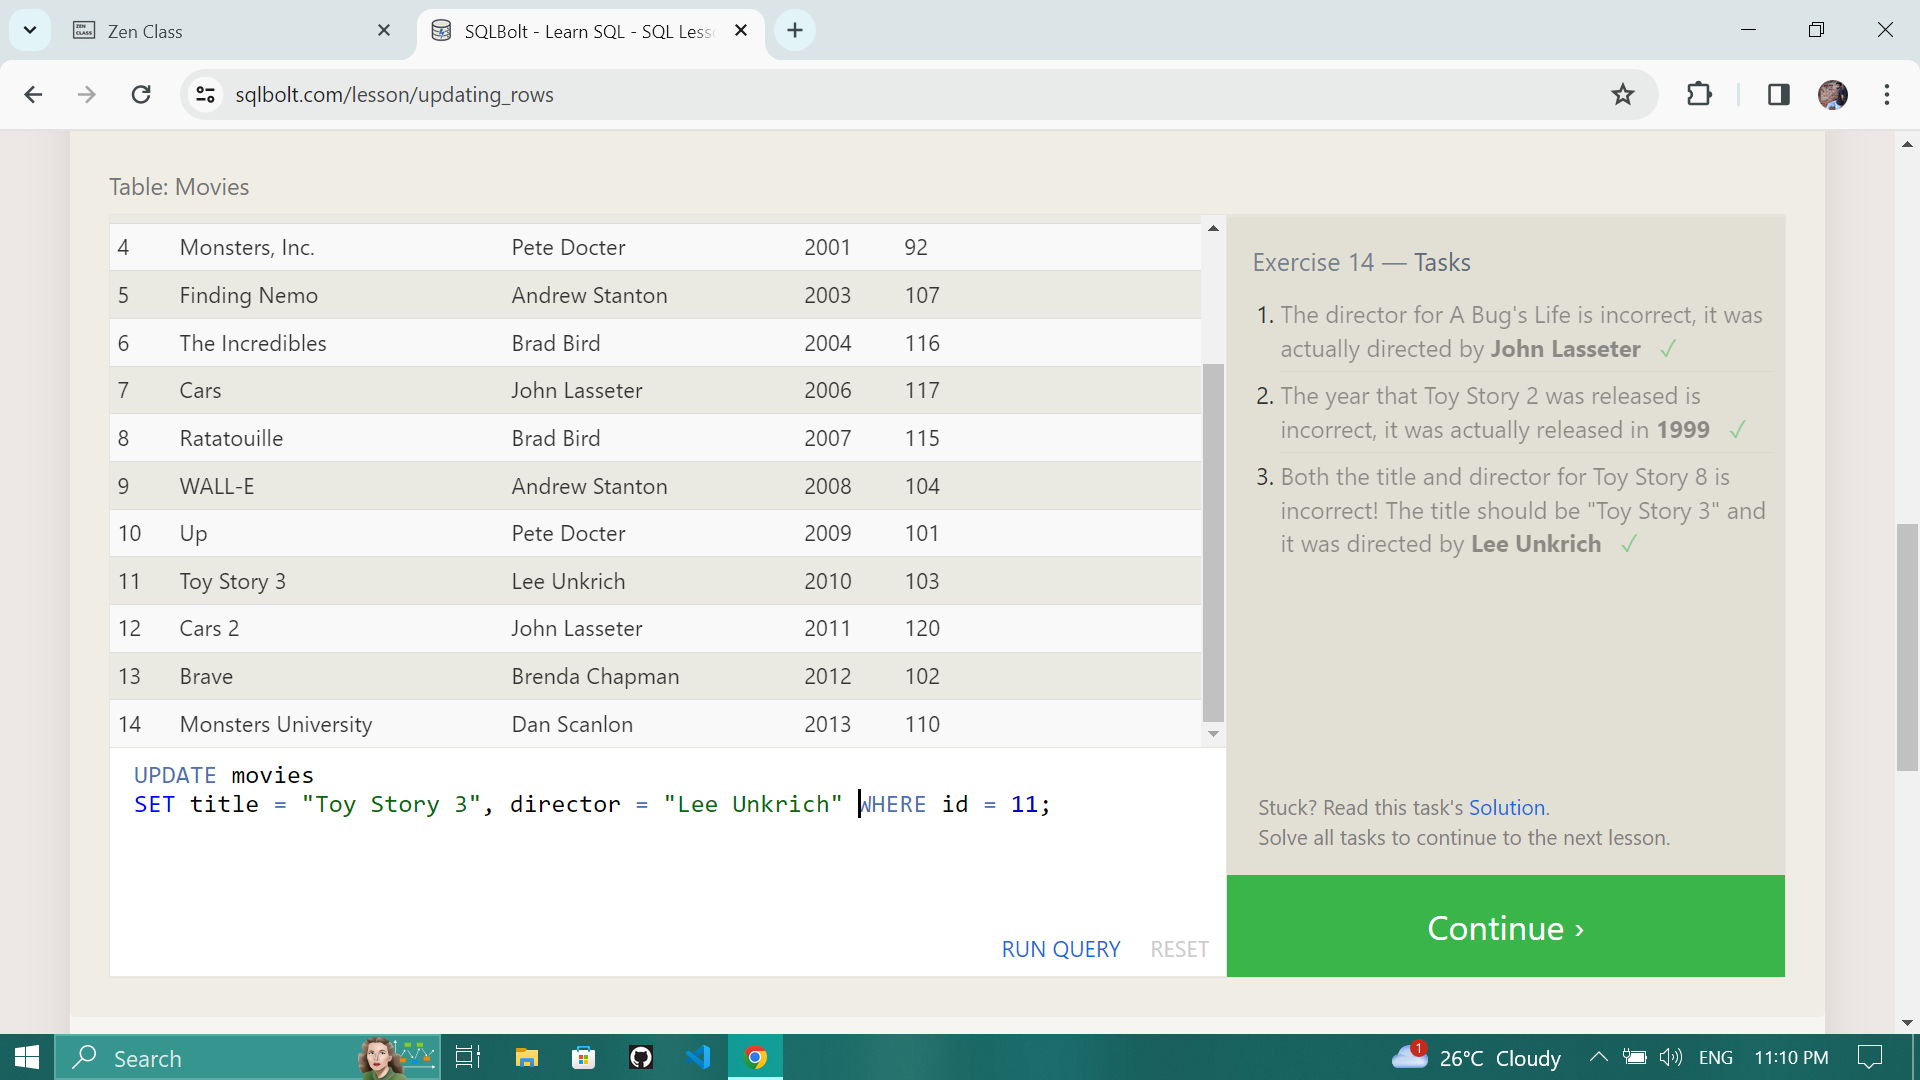 Zen Class
SQLBolt - Learn SQL - SQL Less
sqlbolt.com/lesson/updating_rows
Table: Movies
4 Monsters, Inc. Pete Docter 2001 92
5 Finding Nemo Andrew Stanton 2003 107
6 The Incredibles Brad Bird 2004 116
7 Cars John Lasseter 2006 117
8 Ratatouille Brad Bird 2007 115
9 WALL-E Andrew Stanton 2008 104
10 Up Pete Docter 2009 101
11 Toy Story 3 Lee Unkrich 2010 103
12 Cars 2 John Lasseter 2011 120
13 Brave Brenda Chapman 2012 102
14 Monsters University Dan Scanlon 2013 110
UPDATE movies
SET title = "Toy Story 3", director = "Lee Unkrich" WHERE id = 11;
RUN QUERY RESET
Exercise 14 — Tasks
1. The director for A Bug's Life is incorrect, it was
actually directed by John Lasseter ✓
2. The year that Toy Story 2 was released is
incorrect, it was actually released in 1999 ✓
3. Both the title and director for Toy Story 8 is
incorrect! The title should be "Toy Story 3" and
it was directed by Lee Unkrich ✓
Stuck? Read this task's Solution.
Solve all tasks to continue to the next lesson.
Continue ›
Search
1
26°C Cloudy
ENG
11:10 PM